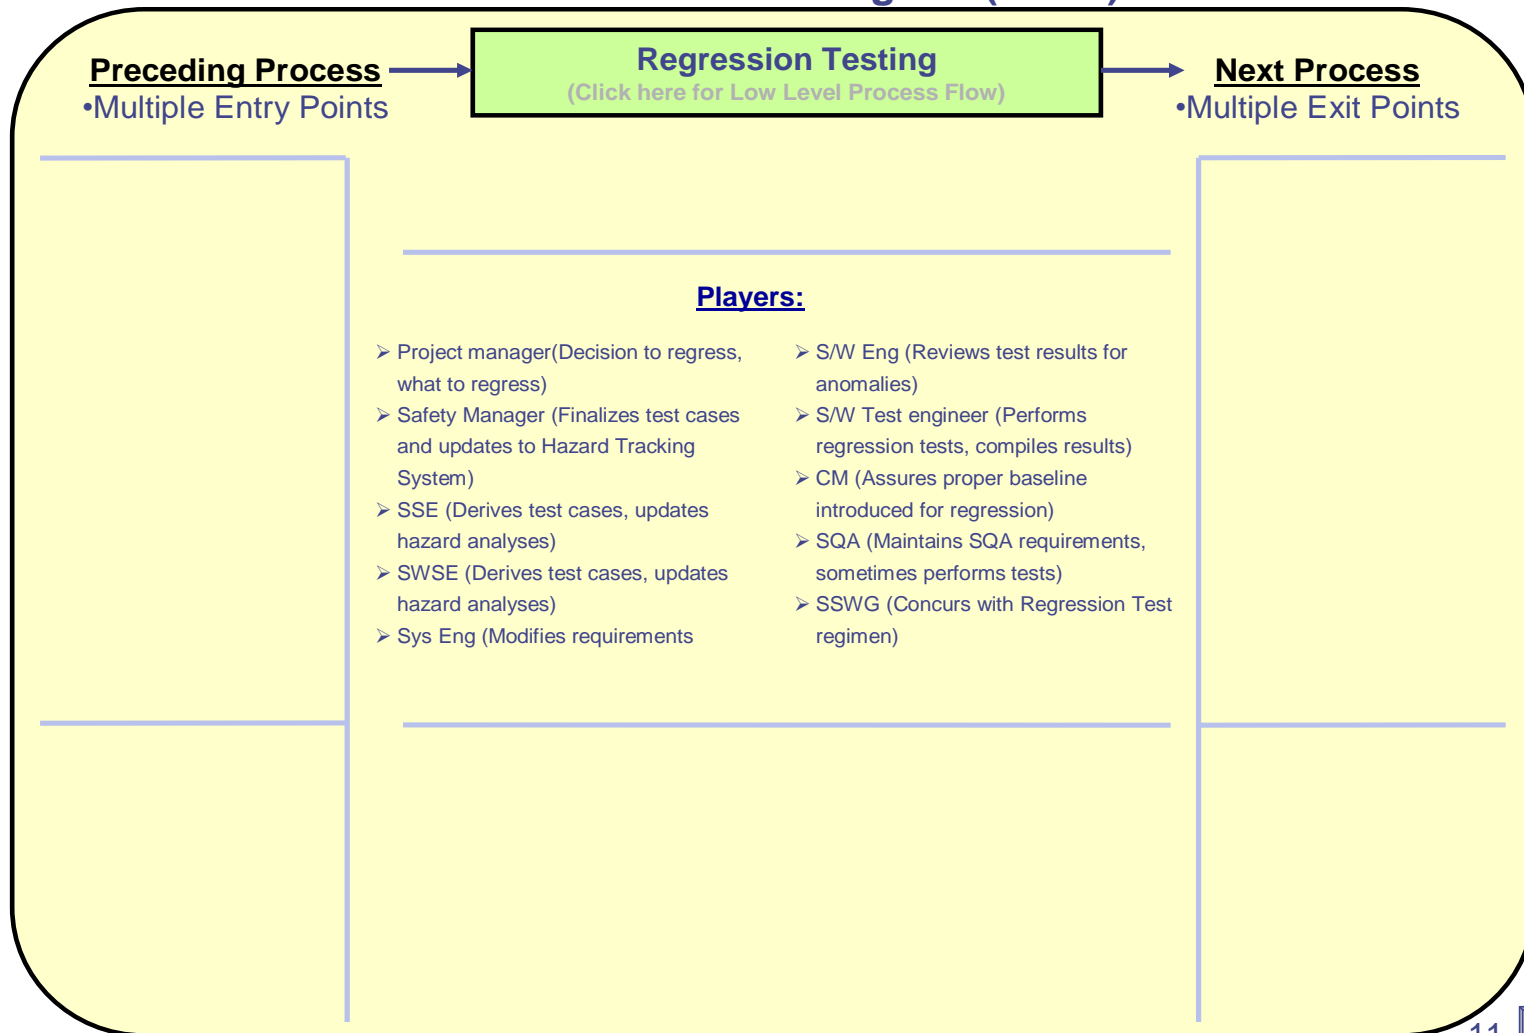 Preceding Process
•Multiple Entry Points
Regression Testing
(Click here for Low Level Process Flow)
Next Process
•Multiple Exit Points
Players:
➢ Project manager(Decision to regress,
what to regress)
➢ Safety Manager (Finalizes test cases
and updates to Hazard Tracking
System)
➢ SSE (Derives test cases, updates
hazard analyses)
➢ SWSE (Derives test cases, updates
hazard analyses)
➢ Sys Eng (Modifies requirements
➢ S/W Eng (Reviews test results for
anomalies)
➢ S/W Test engineer (Performs
regression tests, compiles results)
➢ CM (Assures proper baseline
introduced for regression)
➢ SQA (Maintains SQA requirements,
sometimes performs tests)
➢ SSWG (Concurs with Regression Test
regimen)
11